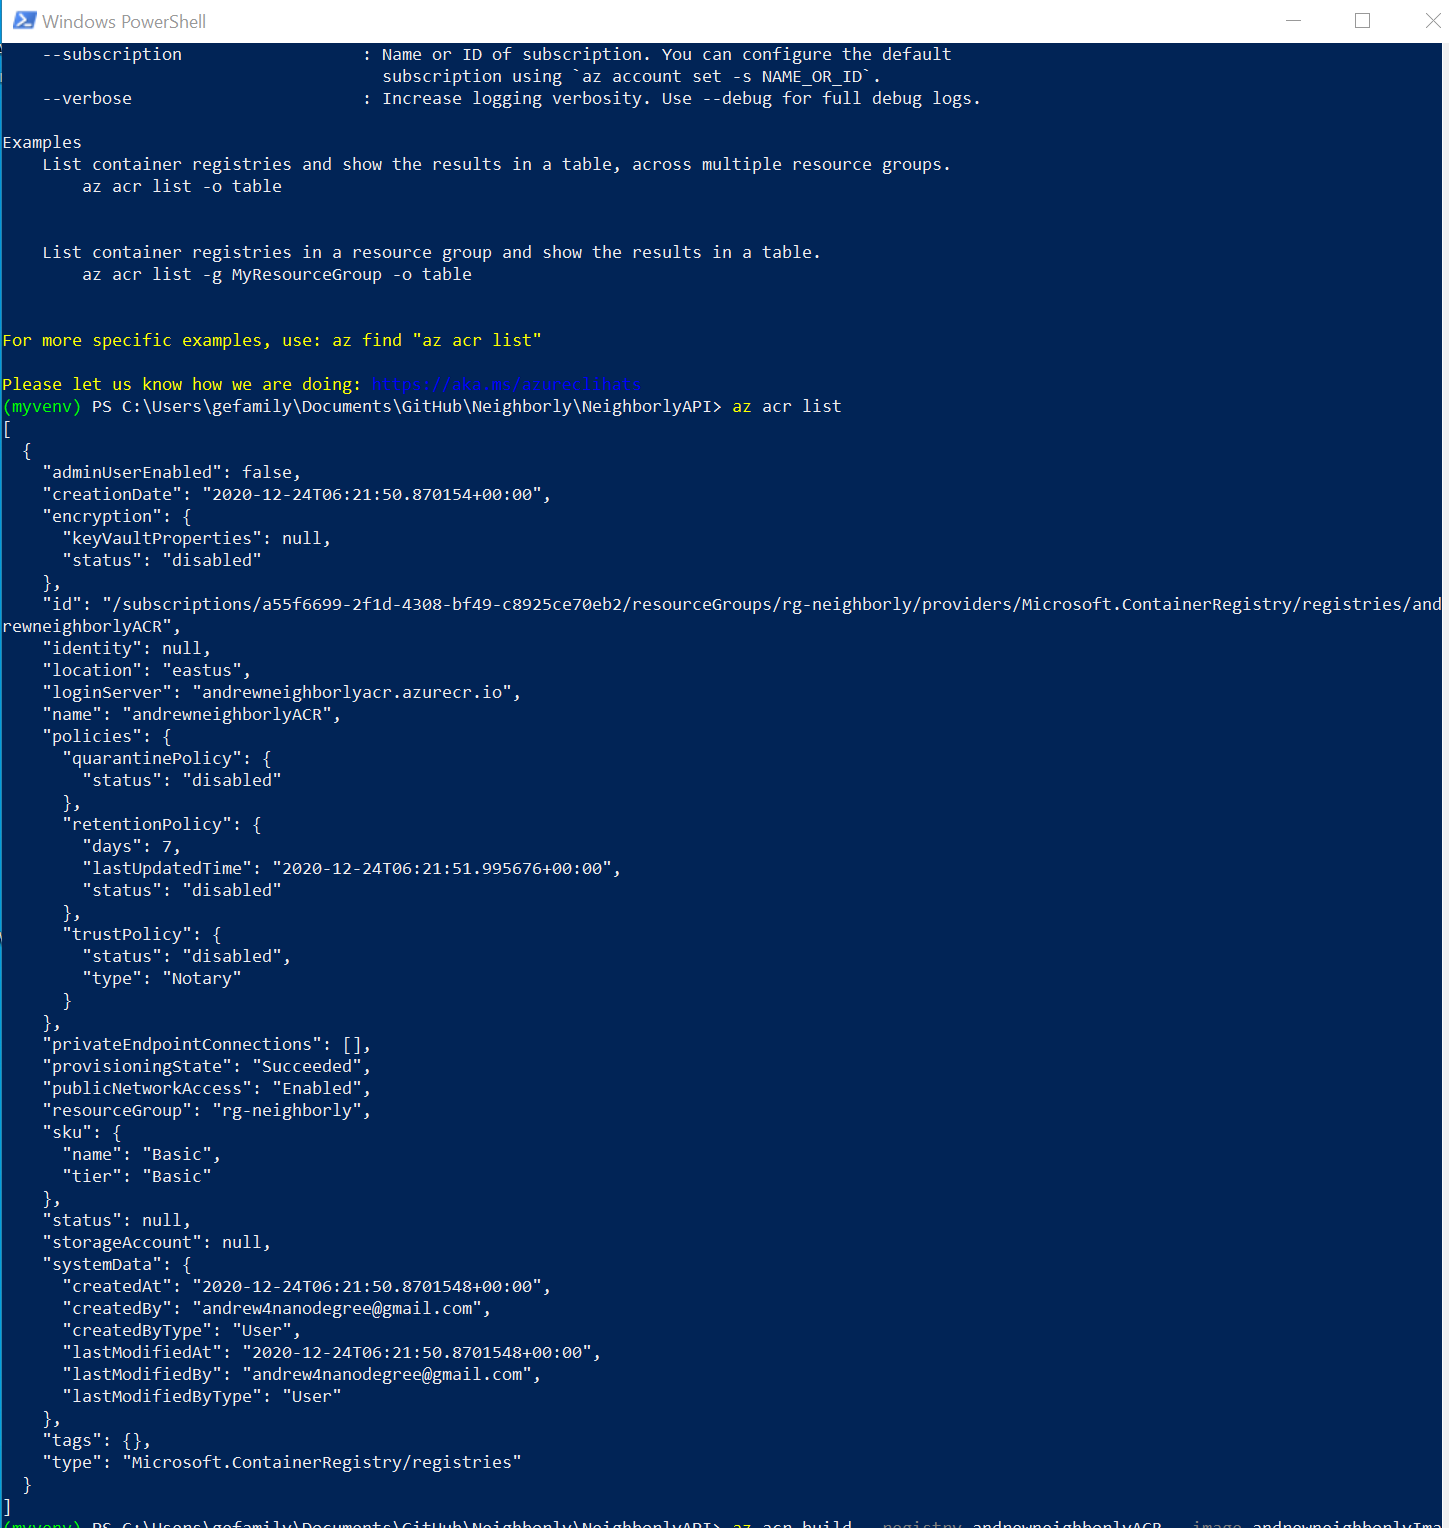 Windows PowerShell
--subscription : Name or ID of subscription. You can configure the default
subscription using `az account set -s NAME_OR_ID`.
--verbose : Increase logging verbosity. Use --debug for full debug logs.
Examples
List container registries and show the results in a table, across multiple resource groups.
az acr list -o table
List container registries in a resource group and show the results in a table.
az acr list -g MyResourceGroup -o table
For more specific examples, use: az find "az acr list"
Please let us know how we are doing: https://aka.ms/azureclihats
(myvenv) PS C:\Users\gefamily\Documents\GitHub\Neighborly\NeighborlyAPI> az acr list
[
{
"adminUserEnabled": false,
"creationDate": "2020-12-24T06:21:50.870154+00:00",
"encryption": {
"keyVaultProperties": null,
"status": "disabled"
},
"id": "/subscriptions/a55f6699-2f1d-4308-bf49-c8925ce70eb2/resourceGroups/rg-neighborly/providers/Microsoft.ContainerRegistry/registries/and
rewneighborlyACR",
"identity": null,
"location": "eastus",
"loginServer": "andrewneighborlyacr.azurecr.io",
"name": "andrewneighborlyACR",
"policies": {
"quarantinePolicy": {
"status": "disabled"
},
"retentionPolicy": {
"days": 7,
"lastUpdatedTime": "2020-12-24T06:21:51.995676+00:00",
"status": "disabled"
},
"trustPolicy": {
"status": "disabled",
"type": "Notary"
}
},
"privateEndpointConnections": [],
"provisioningState": "Succeeded",
"publicNetworkAccess": "Enabled",
"resourceGroup": "rg-neighborly",
"sku": {
"name": "Basic",
"tier": "Basic"
},
"status": null,
"storageAccount": null,
"systemData": {
"createdAt": "2020-12-24T06:21:50.8701548+00:00",
"createdBy": "andrew4nanodegree@gmail.com",
"createdByType": "User",
"lastModifiedAt": "2020-12-24T06:21:50.8701548+00:00",
"lastModifiedBy": "andrew4nanodegree@gmail.com",
"lastModifiedByType": "User"
},
"tags": {},
"type": "Microsoft.ContainerRegistry/registries"
}
]
(myvenv) PS C:\Users\gefamily\Documents\GitHub\Neighborly\NeighborlyAPI> az acr build --registry andrewneighborlyACR --image andrewneighborlyIma